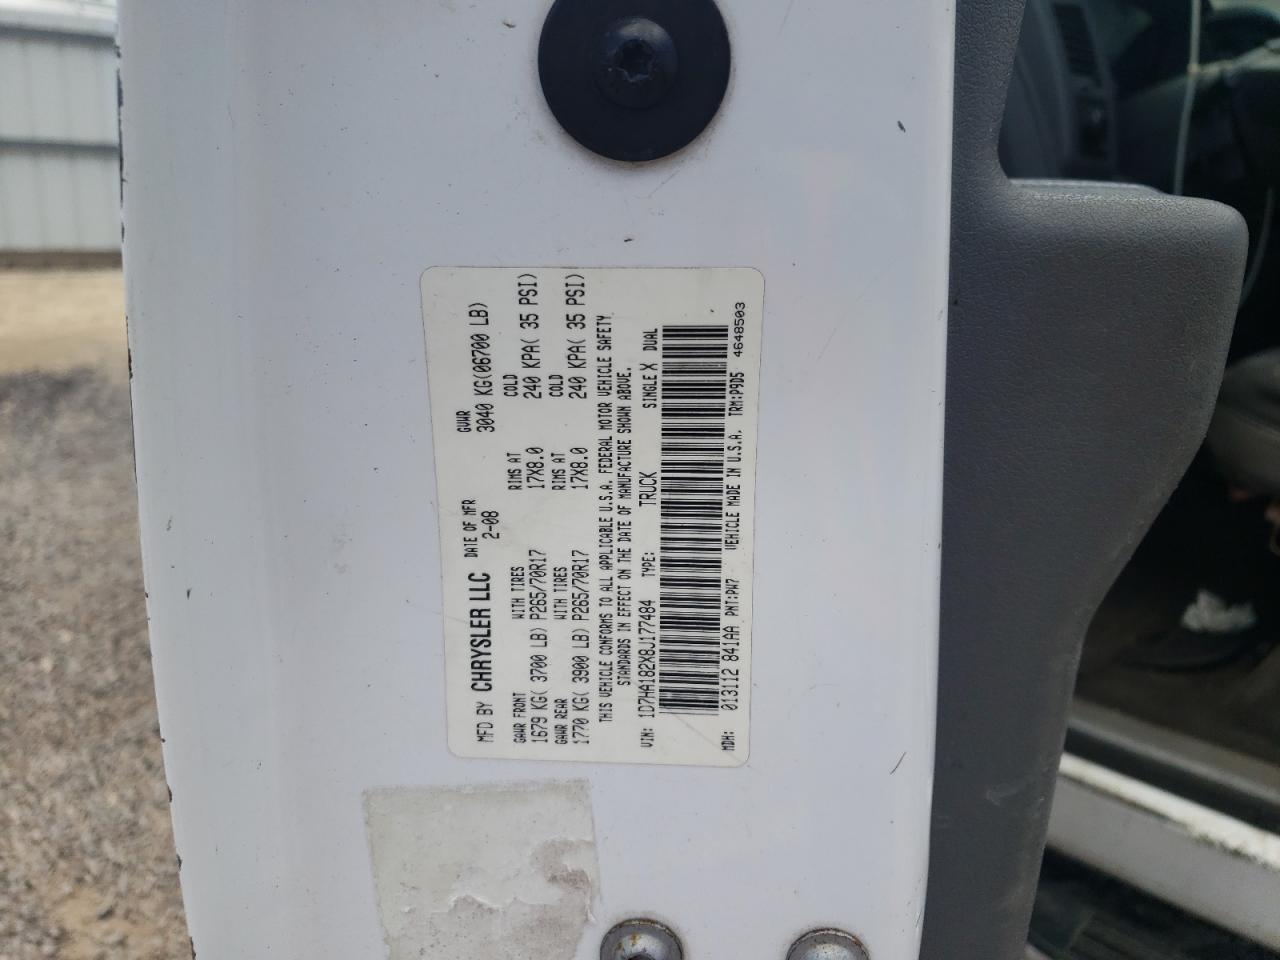 MFD BY CHRYSLER LLC DATE OF MFR 2-08 GVWR 3040 KG(06700 LB)
GAWR FRONT WITH TIRES RIMS AT COLD
1679 KG( 3700 LB) P265/70R17 17X8.0 240 KPA( 35 PSI)
GAWR REAR WITH TIRES RIMS AT COLD
1770 KG( 3900 LB) P265/70R17 17X8.0 240 KPA( 35 PSI)
THIS VEHICLE CONFORMS TO ALL APPLICABLE U.S.A. FEDERAL MOTOR VEHICLE SAFETY
STANDARDS IN EFFECT ON THE DATE OF MANUFACTURE SHOWN ABOVE.
VIN: 1D7HA182X8J177484 TYPE: TRUCK SINGLE X DUAL
MDH: 013112 841AA PNT:PW7 VEHICLE MADE IN U.S.A. TRM:P9D5 4648503